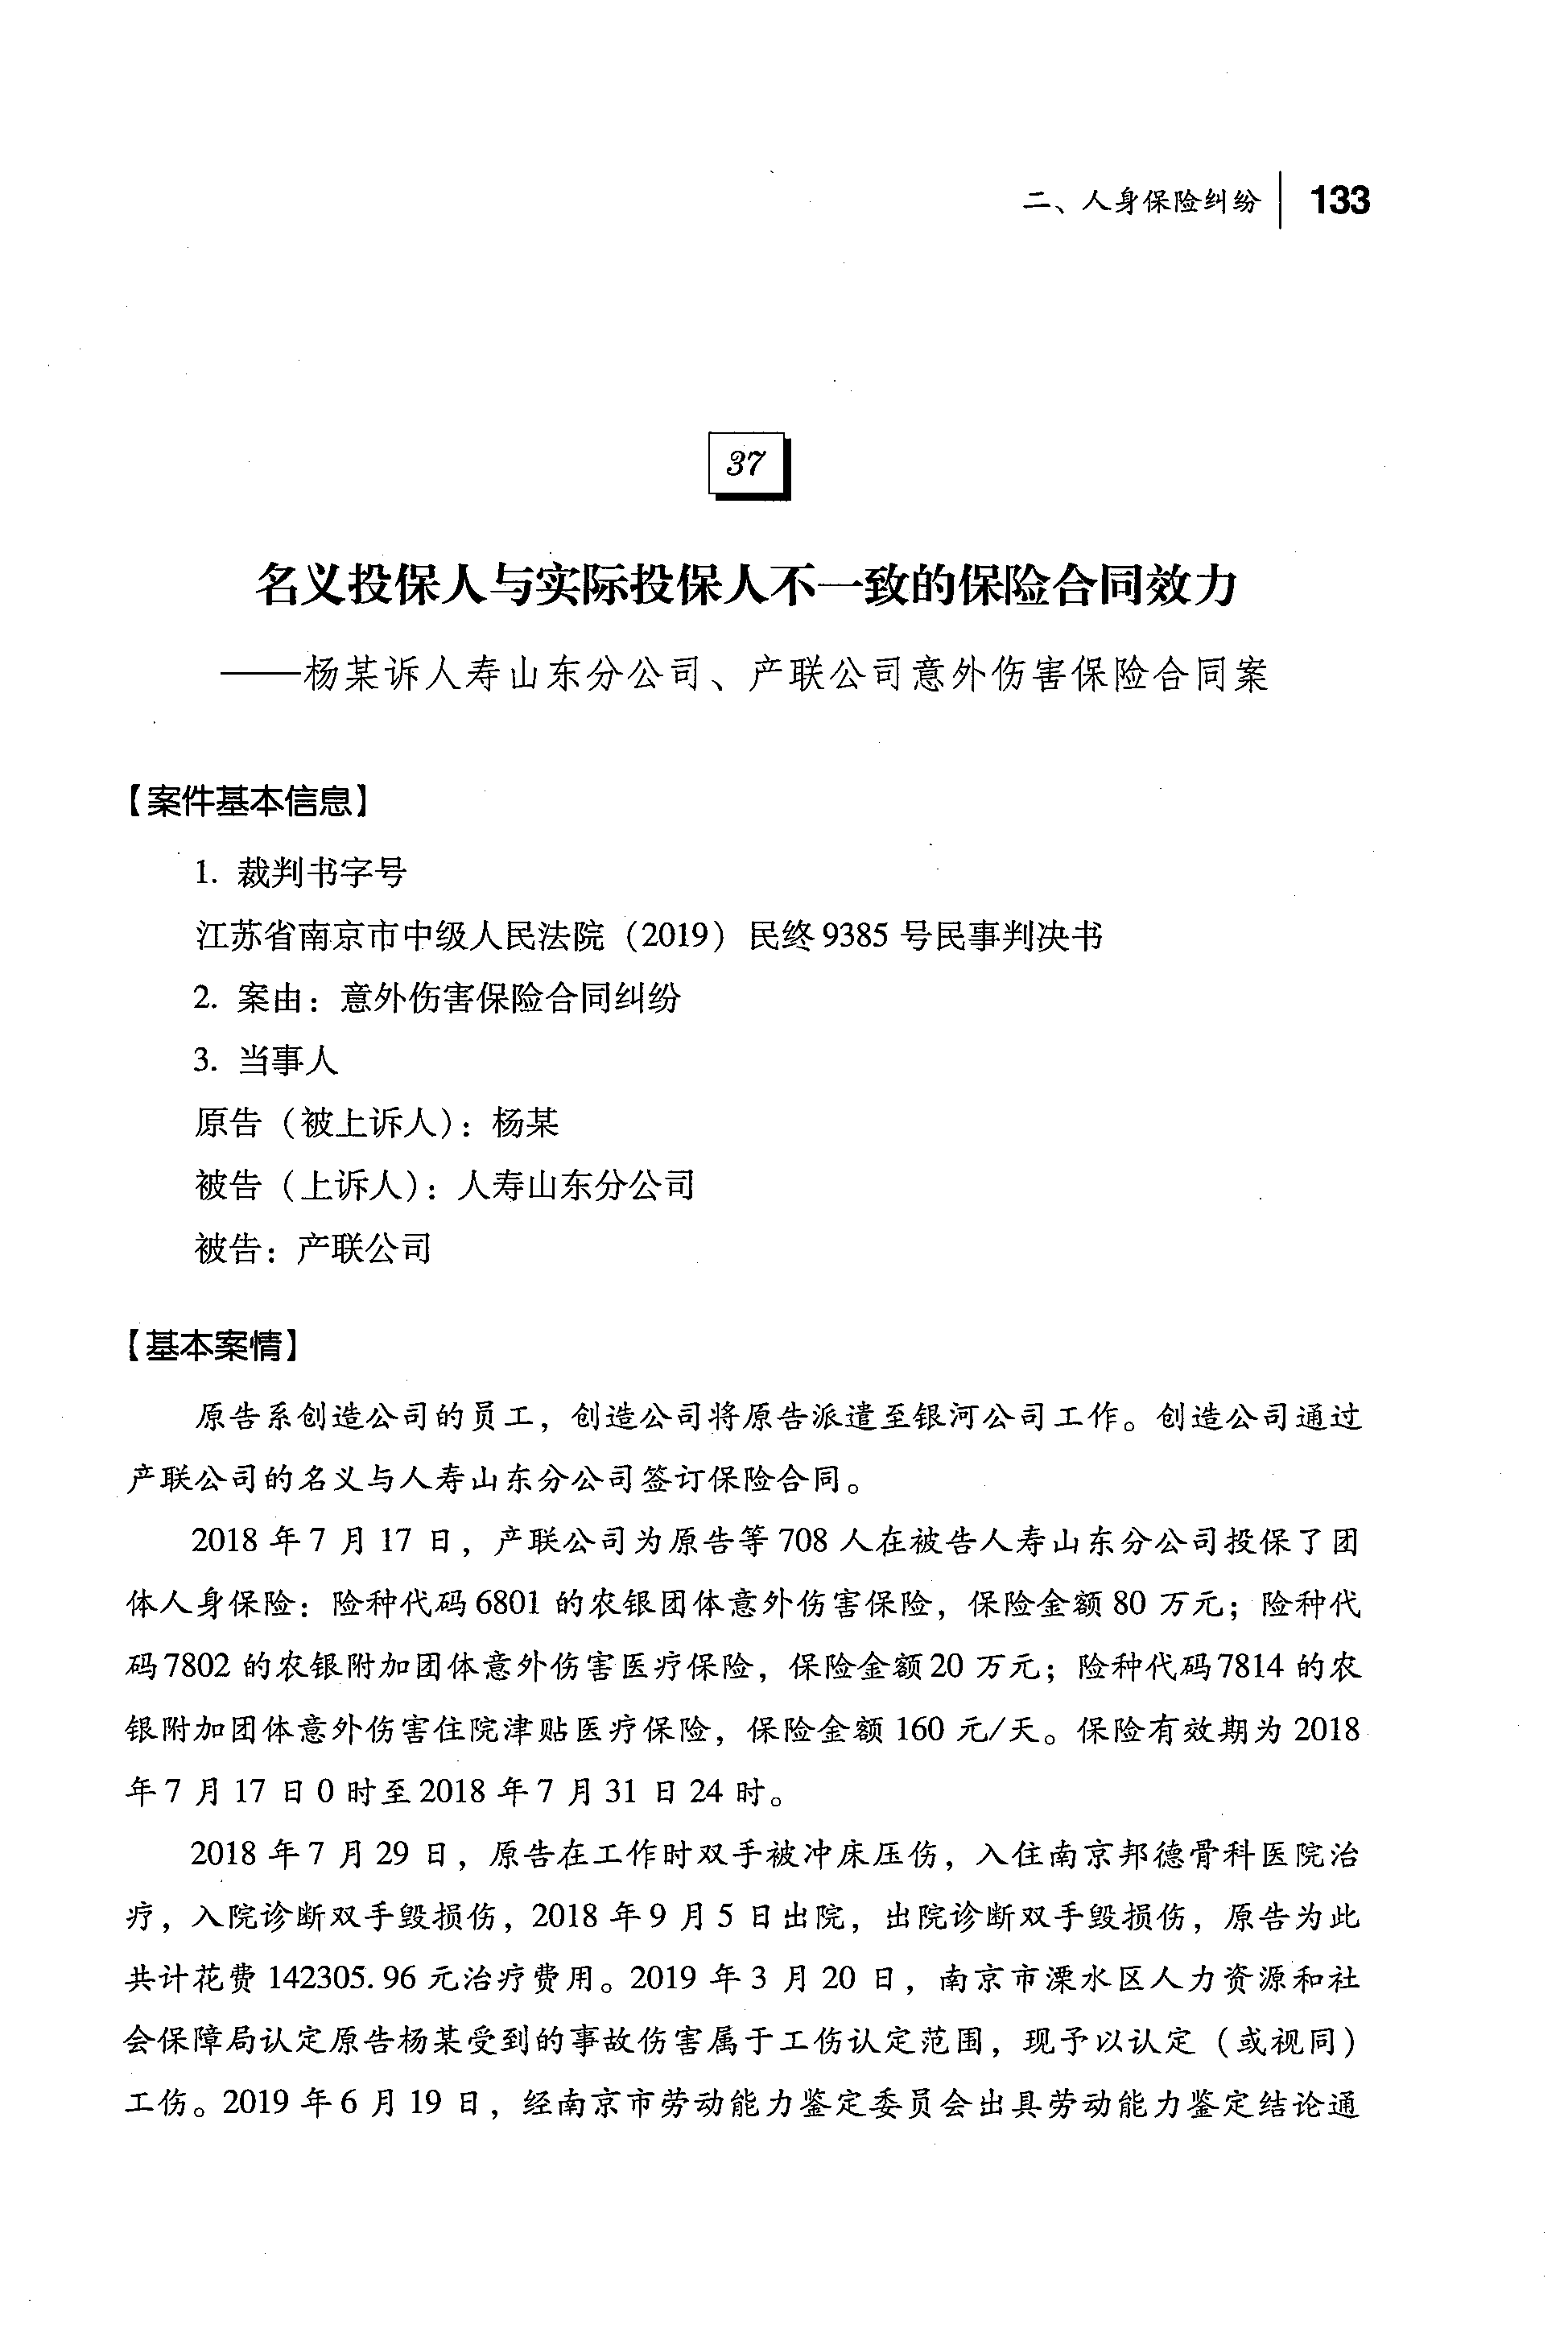 二、人身保险纠纷 133
37
名义投保人与实际投保人不一致的保险合同效力
——杨某诉人寿山东分公司、产联公司意外伤害保险合同案
【案件基本信息】
1. 裁判书字号
江苏省南京市中级人民法院（2019）民终9385号民事判决书
2. 案由：意外伤害保险合同纠纷
3. 当事人
原告（被上诉人）：杨某
被告（上诉人）：人寿山东分公司
被告：产联公司
【基本案情】
原告系创造公司的员工，创造公司将原告派遣至银河公司工作。创造公司通过
产联公司的名义与人寿山东分公司签订保险合同。
2018年7月17日，产联公司为原告等708人在被告人寿山东分公司投保了团
体人身保险：险种代码6801的农银团体意外伤害保险，保险金额80万元；险种代
码7802的农银附加团体意外伤害医疗保险，保险金额20万元；险种代码7814的农
银附加团体意外伤害住院津贴医疗保险，保险金额160元/天。保险有效期为2018
年7月17日0时至2018年7月31日24时。
2018年7月29日，原告在工作时双手被冲床压伤，入住南京邦德骨科医院治
疗，入院诊断双手毁损伤，2018年9月5日出院，出院诊断双手毁损伤，原告为此
共计花费142305.96元治疗费用。2019年3月20日，南京市溧水区人力资源和社
会保障局认定原告杨某受到的事故伤害属于工伤认定范围，现予以认定（或视同）
工伤。2019年6月19日，经南京市劳动能力鉴定委员会出具劳动能力鉴定结论通